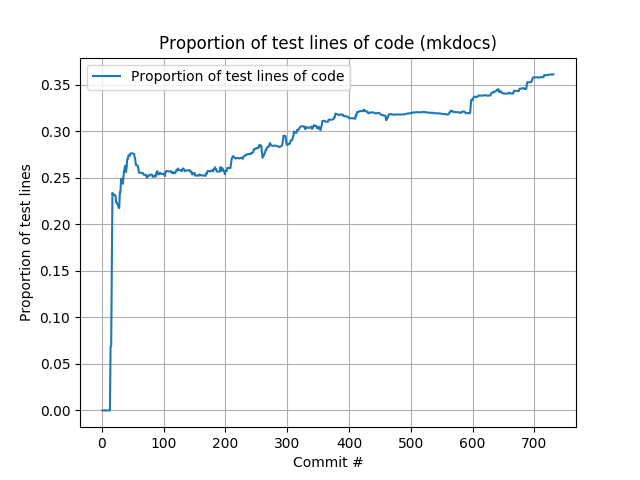 Proportion of test lines of code (mkdocs)
Proportion of test lines of code
Proportion of test lines
0.35
0.30
0.25
0.20
0.15
0.10
0.05
0.00
0 100 200 300 400 500 600 700
Commit #